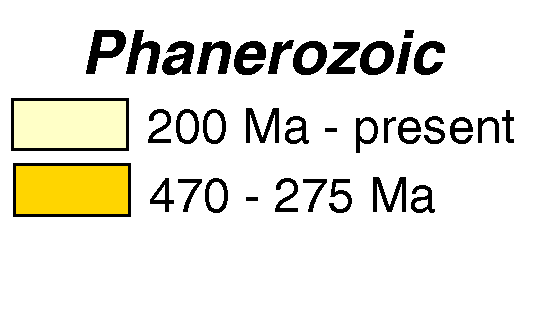 Phanerozoic
200 Ma - present
470 - 275 Ma